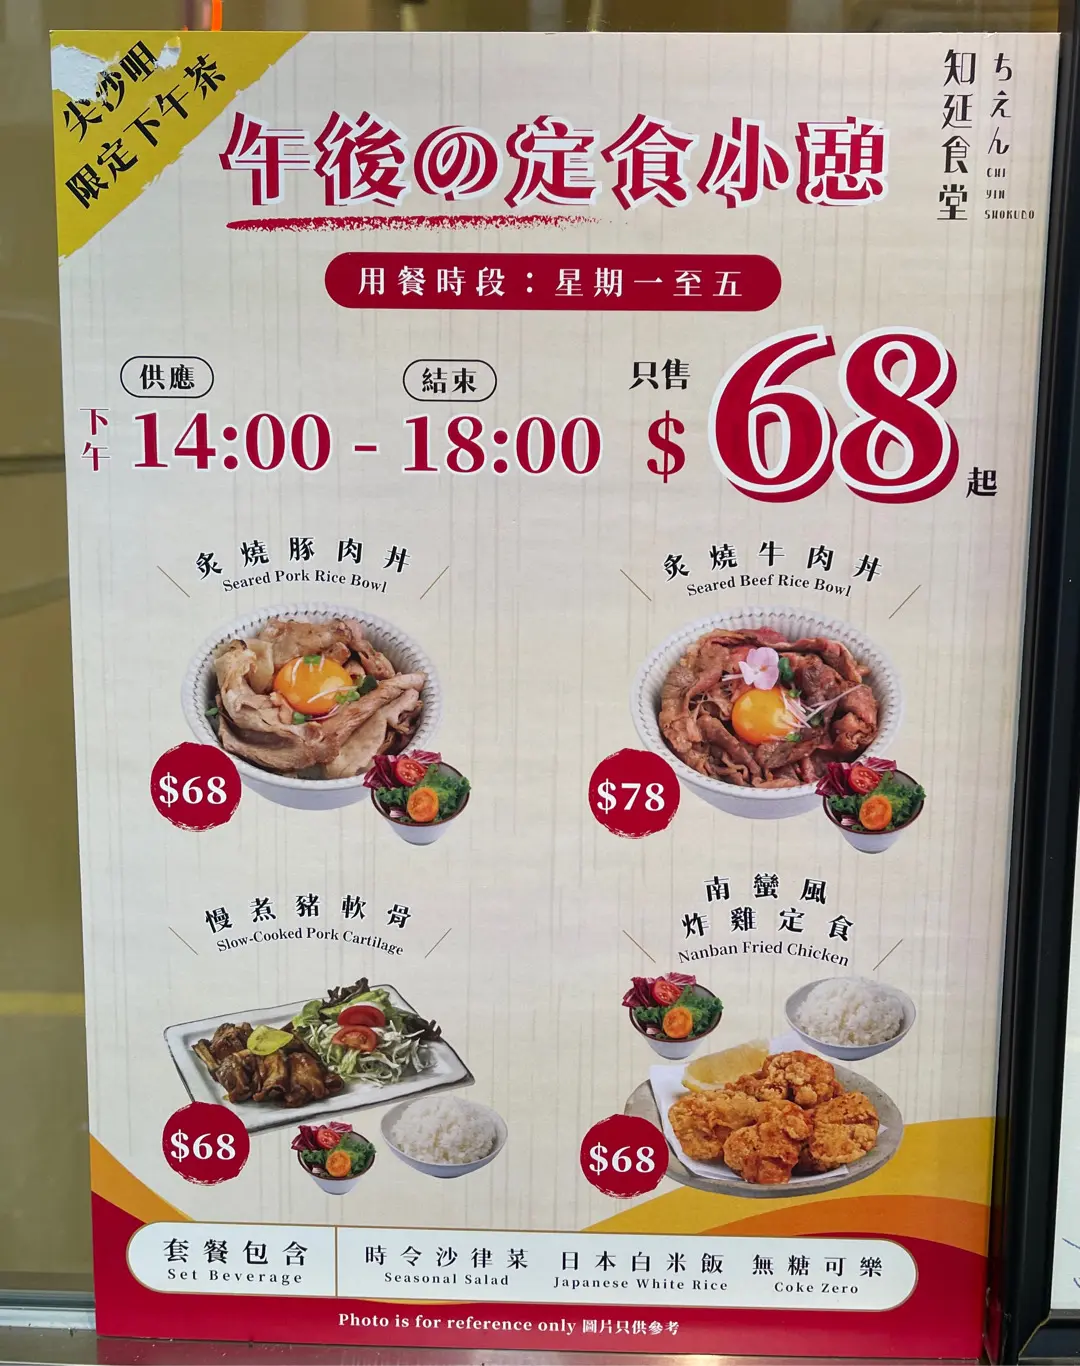 尖沙咀
限定下午茶
午後の定食小憩
知延食堂
ちえん
CHI
YIN
SHOKUDO
用餐時段：星期一至五
供應
結束
下午 14:00 - 18:00
只售
$68起
炙燒豚肉丼
Seared Pork Rice Bowl
$68
炙燒牛肉丼
Seared Beef Rice Bowl
$78
慢煮豬軟骨
Slow-Cooked Pork Cartilage
$68
南蠻風
炸雞定食
Nanban Fried Chicken
$68
套餐包含
Set Beverage
時令沙律菜
Seasonal Salad
日本白米飯
Japanese White Rice
無糖可樂
Coke Zero
Photo is for reference only 圖片只供參考